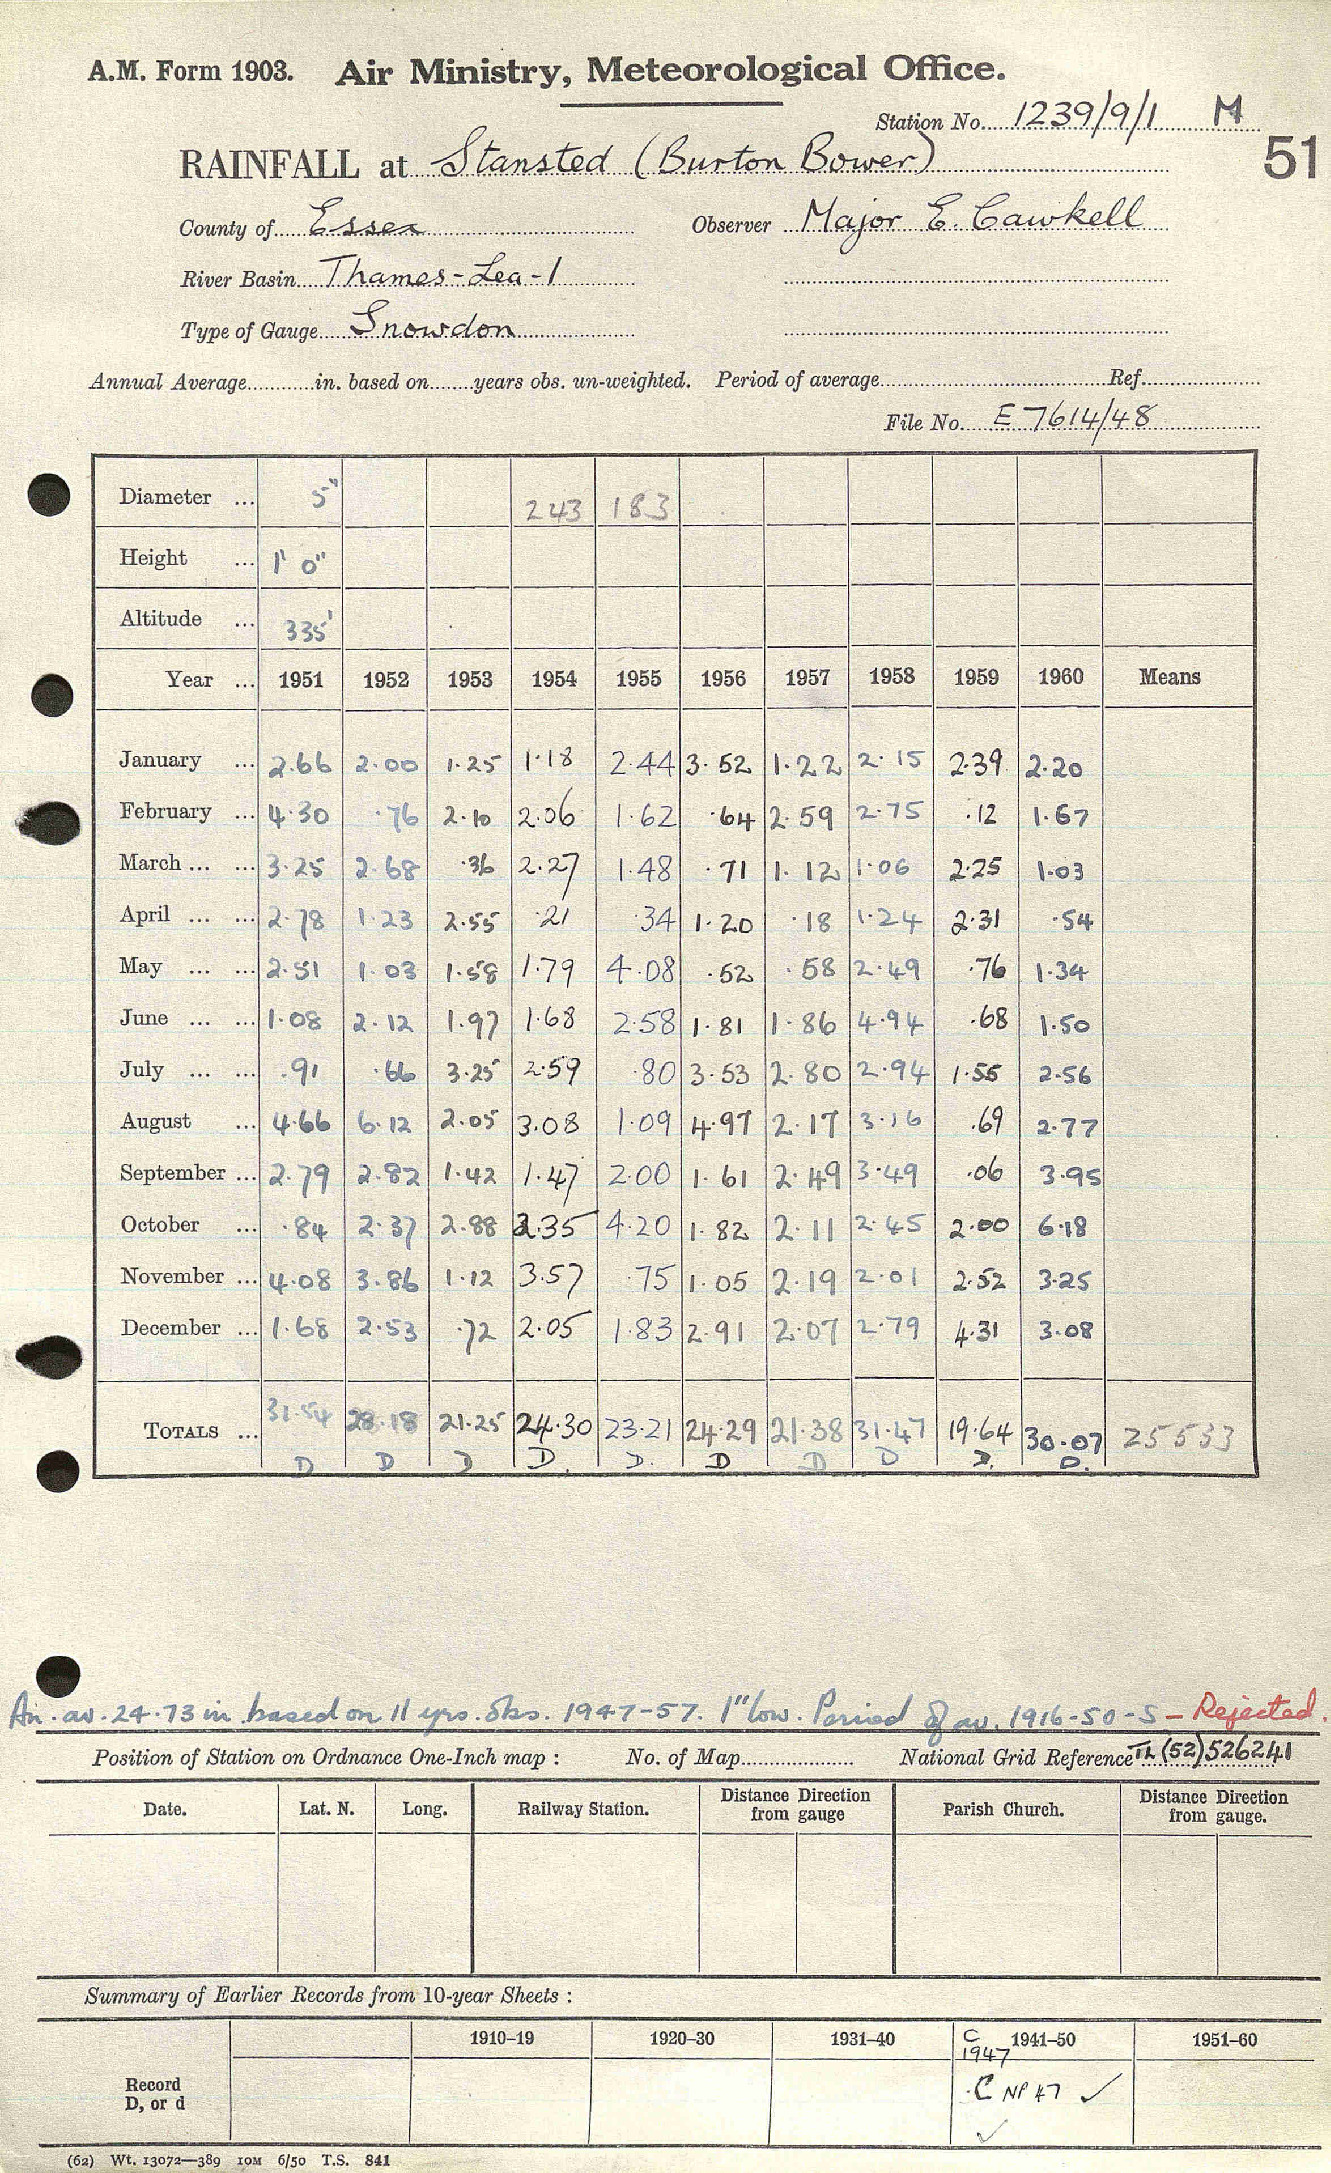 A.M. Form 1903. Air Ministry, Meteorological Office.
Station No. 1239/9/1 M
51
RAINFALL at Stansted (Burton Bower)
County of Essex Observer Major E. Cawkell
River Basin Thames-Lea-1
Type of Gauge Snowdon
Annual Average in. based on years obs. un-weighted. Period of average Ref.
File No. E 7614/48
Diameter ... 5" 243 183
Height ... 1' 0"
Altitude ... 335'
Year ... 1951 1952 1953 1954 1955 1956 1957 1958 1959 1960 Means
January ... 2.66 2.00 1.25 1.18 2.44 3.52 1.22 2.15 2.39 2.20
February ... 4.30 .76 2.10 2.06 1.62 .64 2.59 2.75 .12 1.67
March ... ... 3.25 2.68 .36 2.27 1.48 .71 1.12 1.06 2.25 1.03
April ... ... 2.78 1.23 2.55 .21 .34 1.20 .18 1.24 2.31 .54
May ... ... 2.51 1.03 1.58 1.79 4.08 .52 .58 2.49 .76 1.34
June ... ... 1.08 2.12 1.97 1.68 2.58 1.81 1.86 4.94 .68 1.50
July ... ... .91 .66 3.25 2.59 .80 3.53 2.80 2.94 1.55 2.56
August ... 4.66 6.12 2.05 3.08 1.09 4.97 2.17 3.16 .69 2.77
September ... 2.79 2.82 1.42 1.47 2.00 1.61 2.49 3.49 .06 3.95
October ... .84 2.37 2.88 2.35 4.20 1.82 2.11 2.45 2.00 6.18
November ... 4.08 3.86 1.12 3.57 .75 1.05 2.19 2.01 2.52 3.25
December ... 1.68 2.53 .72 2.05 1.83 2.91 2.07 2.79 4.31 3.08
TOTALS ... 31.54 28.18 21.25 24.30 23.21 24.29 21.38 31.47 19.64 30.07 25533
D D D D. D. D D D D. D.
An. av. 24.73 in based on 11 yrs. obs. 1947-57. 1" low. Period of av. 1916-50-S - Rejected.
Position of Station on Ordnance One-Inch map : No. of Map National Grid Reference TL (52) 526241
Date. Lat. N. Long. Railway Station. Distance from Direction gauge Parish Church. Distance from Direction gauge.
Summary of Earlier Records from 10-year Sheets :
1910–19 1920–30 1931–40 C 1947 1941–50 1951–60
Record D, or d C NP 47 ✓
✓
(62) Wt. 13072—389 10M 6/50 T.S. 841